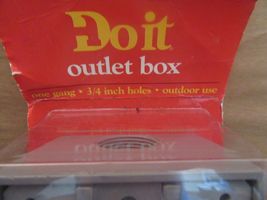 Do it
outlet box
one gang • 3/4 inch holes • outdoor use